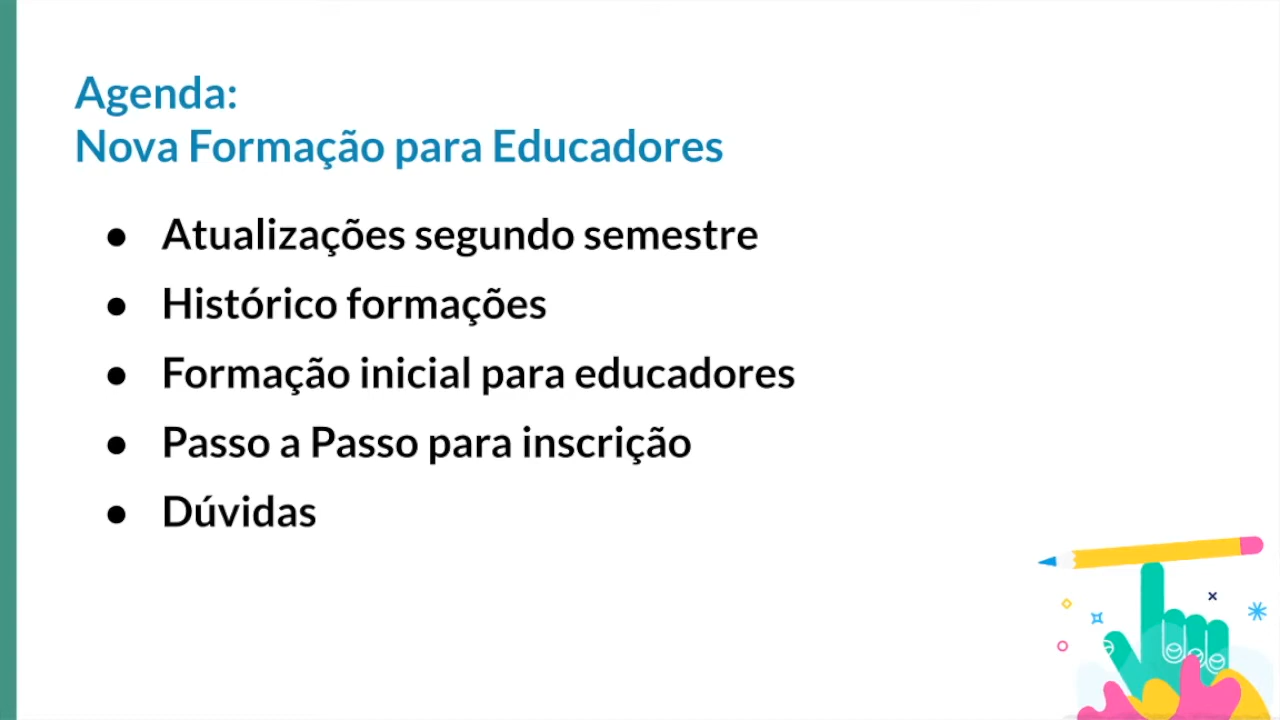 Agenda:
Nova Formação para Educadores
● Atualizações segundo semestre
● Histórico formações
● Formação inicial para educadores
● Passo a Passo para inscrição
● Dúvidas